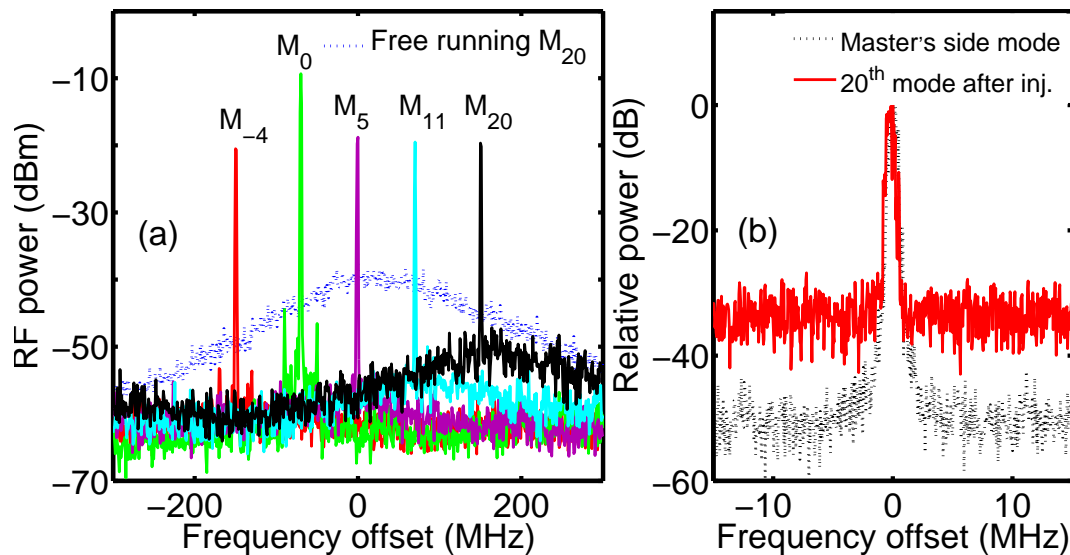 Free running M20
M0
M−4
M5
M11
M20
(a)
RF power (dBm)
−10
−30
−50
−70
−200
0
200
Frequency offset (MHz)
Master's side mode
20th mode after inj.
(b)
Relative power (dB)
0
−20
−40
−60
−10
0
10
Frequency offset (MHz)